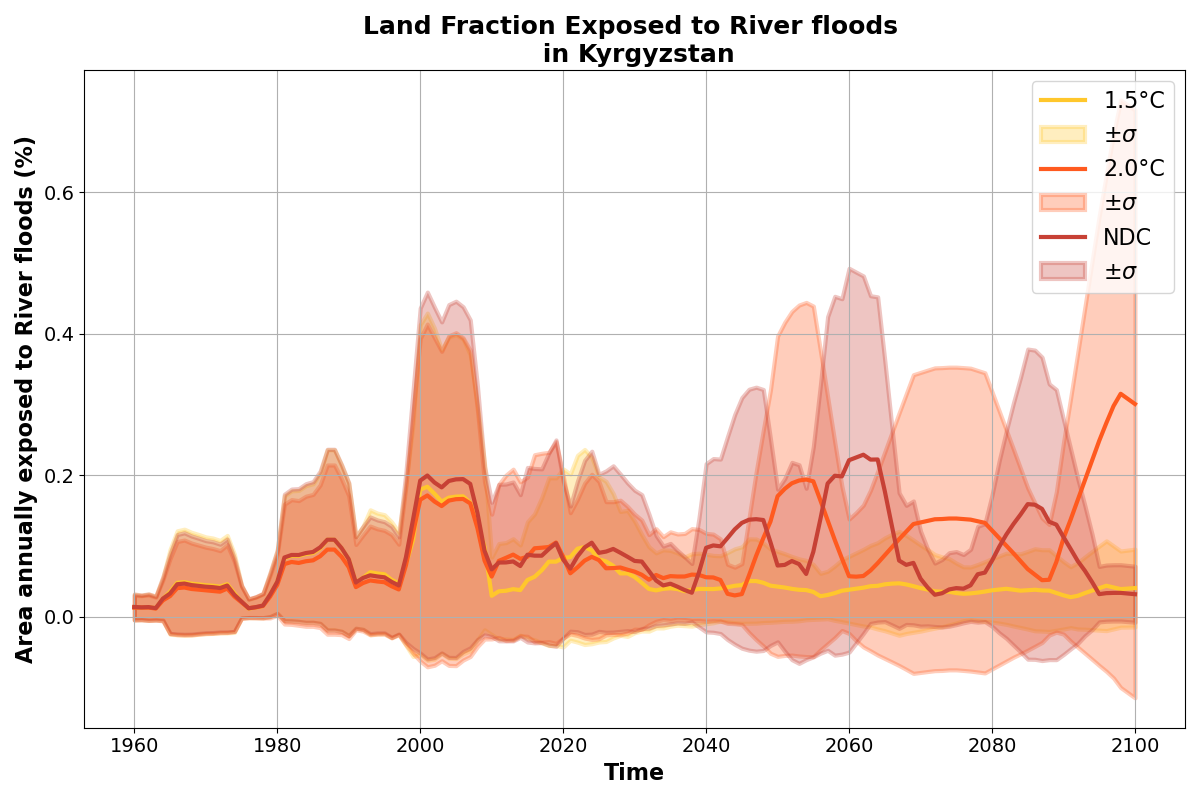 Land Fraction Exposed to River floods
in Kyrgyzstan
Area annually exposed to River floods (%)
0.6
0.4
0.2
0.0
1.5°C
±σ
2.0°C
±σ
NDC
±σ
1960 1980 2000 2020 2040 2060 2080 2100
Time